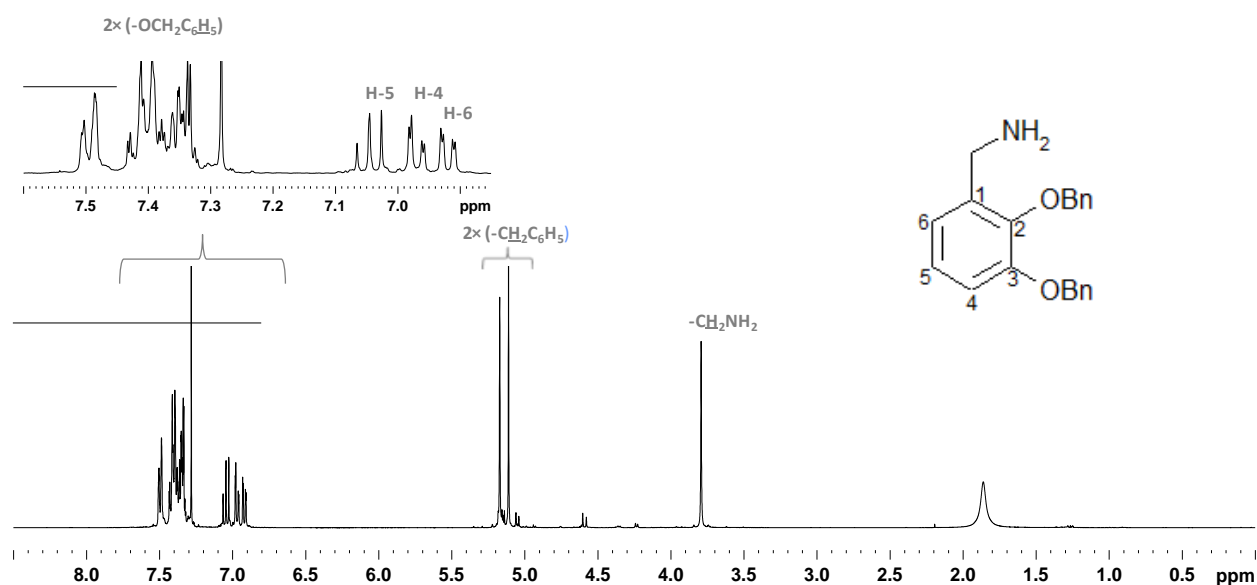 2× (-OCH₂C₆H₅)
H-5
H-4
H-6
7.5 7.4 7.3 7.2 7.1 7.0 ppm
NH₂
1
6
OBn
2
5
3
4
OBn
2× (-CH₂C₆H₅)
-CH₂NH₂
8.0 7.5 7.0 6.5 6.0 5.5 5.0 4.5 4.0 3.5 3.0 2.5 2.0 1.5 1.0 0.5 ppm